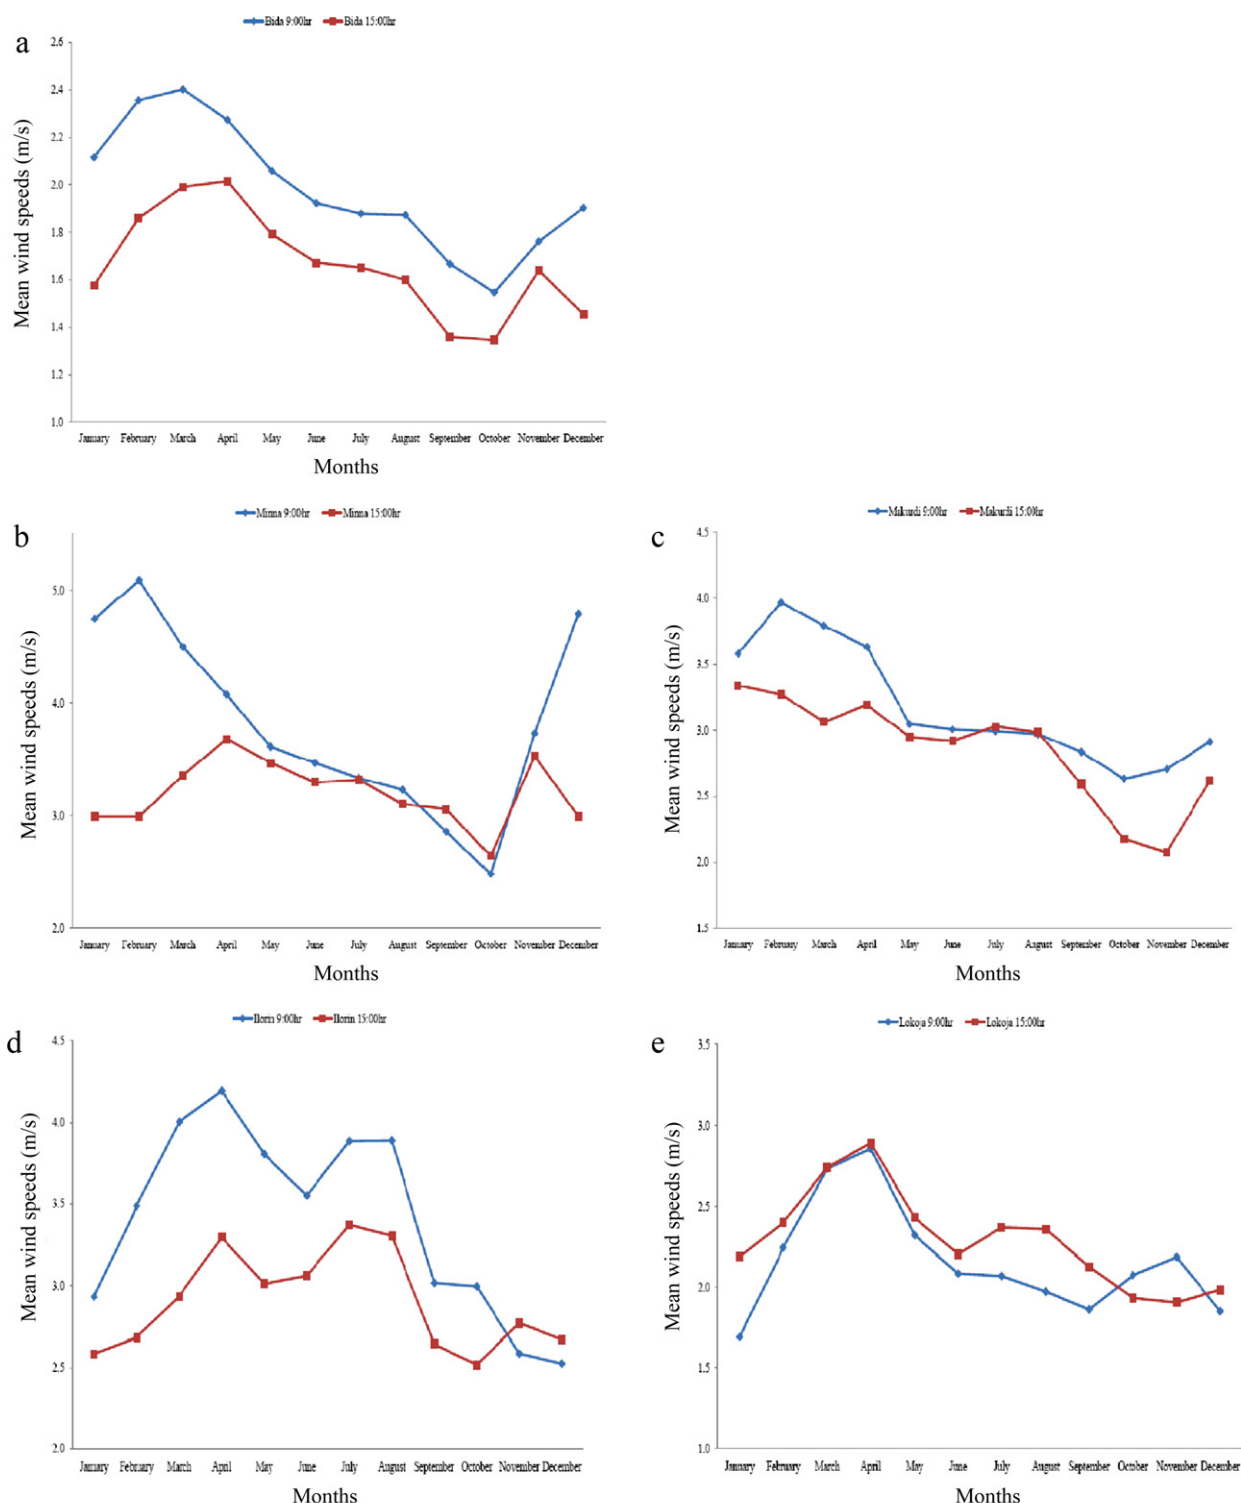 Bida 9:00hr Bida 15:00hr
a
2.6
2.4
2.2
2.0
1.8
1.6
1.4
1.2
1.0
Mean wind speeds (m/s)
January February March April May June July August September October November December
Months
Minna 9:00hr Minna 15:00hr
b
5.0
4.0
3.0
2.0
Mean wind speeds (m/s)
January February March April May June July August September October November December
Months
Makurdi 9:00hr Makurdi 15:00hr
c
4.5
4.0
3.5
3.0
2.5
2.0
1.5
Mean wind speeds (m/s)
January February March April May June July August September October November December
Months
Ilorin 9:00hr Ilorin 15:00hr
d
4.5
4.0
3.5
3.0
2.5
2.0
Mean wind speeds (m/s)
January February March April May June July August September October November December
Months
Lokoja 9:00hr Lokoja 15:00hr
e
3.5
3.0
2.5
2.0
1.5
1.0
Mean wind speeds (m/s)
January February March April May June July August September October November December
Months